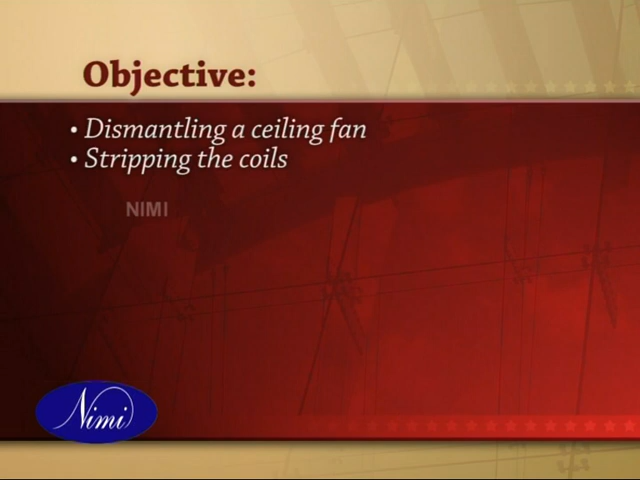 Objective:
• Dismantling a ceiling fan
• Stripping the coils
NIMI
Nimi